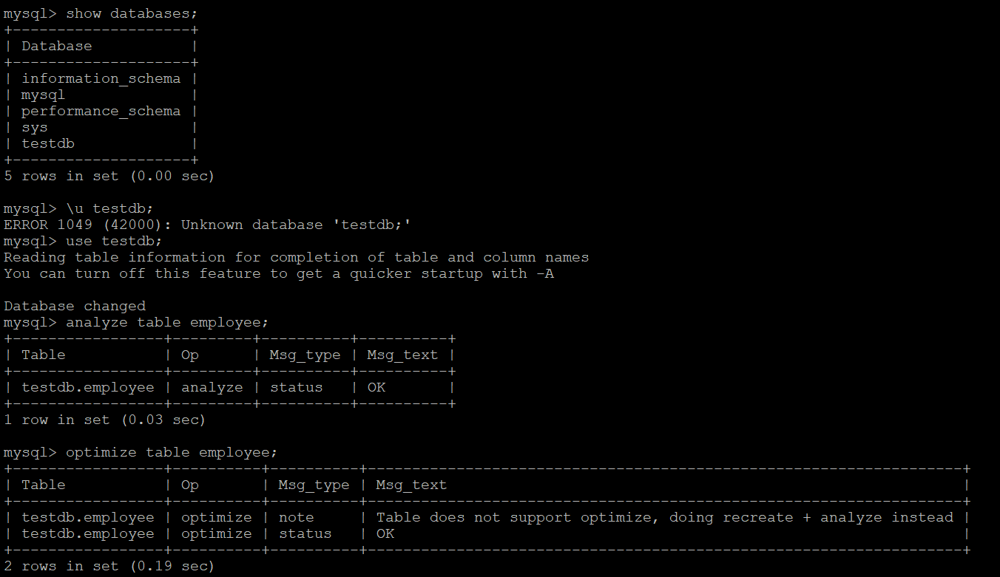 mysql> show databases;
+--------------------+
| Database           |
+--------------------+
| information_schema |
| mysql              |
| performance_schema |
| sys                |
| testdb             |
+--------------------+
5 rows in set (0.00 sec)

mysql> \u testdb;
ERROR 1049 (42000): Unknown database 'testdb;'
mysql> use testdb;
Reading table information for completion of table and column names
You can turn off this feature to get a quicker startup with -A

Database changed
mysql> analyze table employee;
+-----------------+---------+----------+----------+
| Table           | Op      | Msg_type | Msg_text |
+-----------------+---------+----------+----------+
| testdb.employee | analyze | status   | OK       |
+-----------------+---------+----------+----------+
1 row in set (0.03 sec)

mysql> optimize table employee;
+-----------------+----------+----------+-------------------------------------------------------------------+
| Table           | Op       | Msg_type | Msg_text                                                          |
+-----------------+----------+----------+-------------------------------------------------------------------+
| testdb.employee | optimize | note     | Table does not support optimize, doing recreate + analyze instead |
| testdb.employee | optimize | status   | OK                                                                |
+-----------------+----------+----------+-------------------------------------------------------------------+
2 rows in set (0.19 sec)